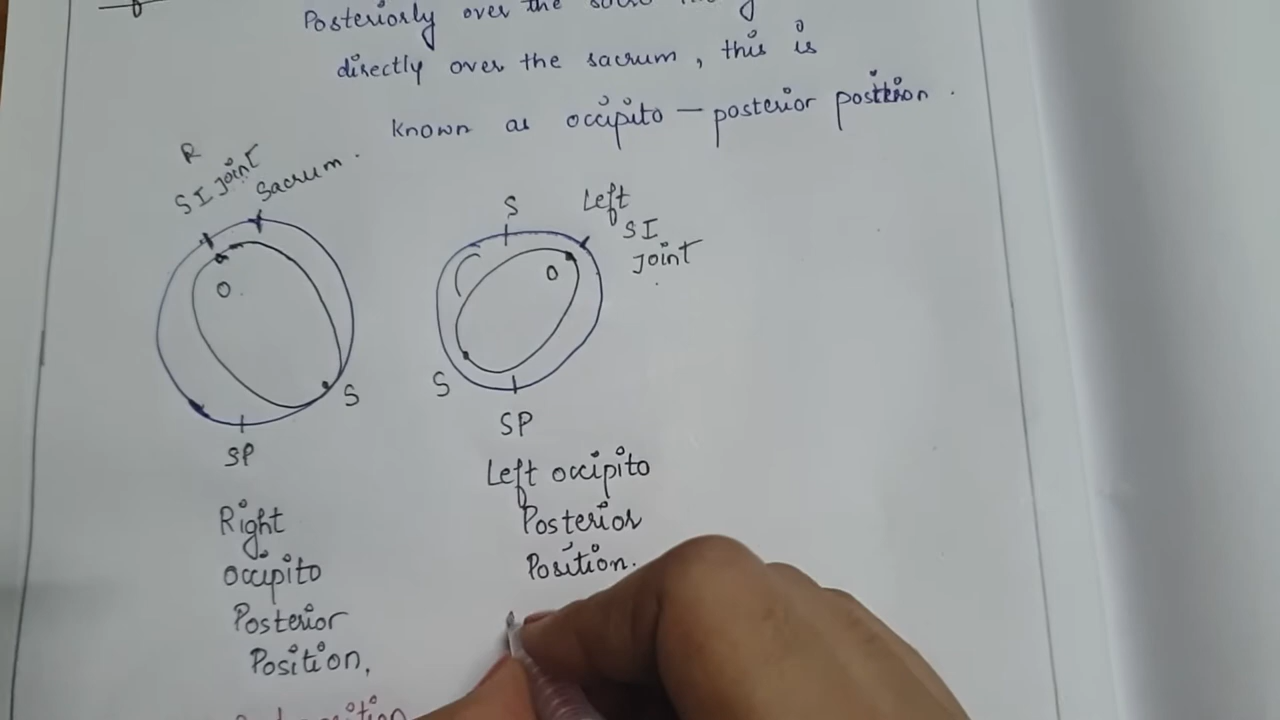 Posteriorly over the
directly over the sacrum, this is
known as occipito — posterior position.
R
SI Joint
Sacrum.
O
S
SP
S
Left
SI
Joint
O
S
SP
Right
Occipito
Posterior
Position,
Left occipito
Posterior
Position.